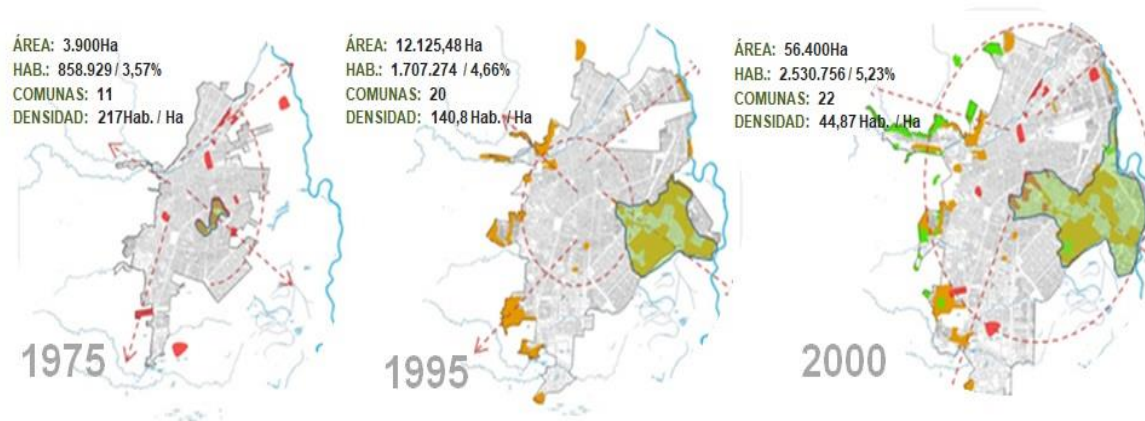 ÁREA: 3.900Ha
HAB.: 858.929 / 3,57%
COMUNAS: 11
DENSIDAD: 217Hab. / Ha
1975
ÁREA: 12.125,48 Ha
HAB.: 1.707.274 / 4,66%
COMUNAS: 20
DENSIDAD: 140,8 Hab. / Ha
1995
ÁREA: 56.400Ha
HAB.: 2.530.756 / 5,23%
COMUNAS: 22
DENSIDAD: 44,87 Hab. / Ha
2000